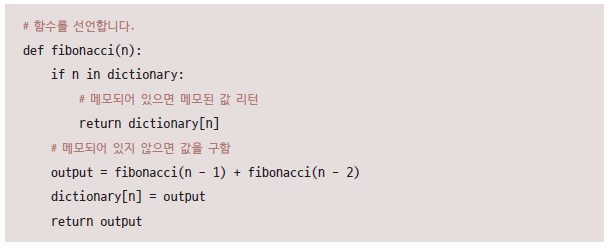 # 함수를 선언합니다.
def fibonacci(n):
    if n in dictionary:
        # 메모되어 있으면 메모된 값 리턴
        return dictionary[n]
    # 메모되어 있지 않으면 값을 구함
    output = fibonacci(n - 1) + fibonacci(n - 2)
    dictionary[n] = output
    return output